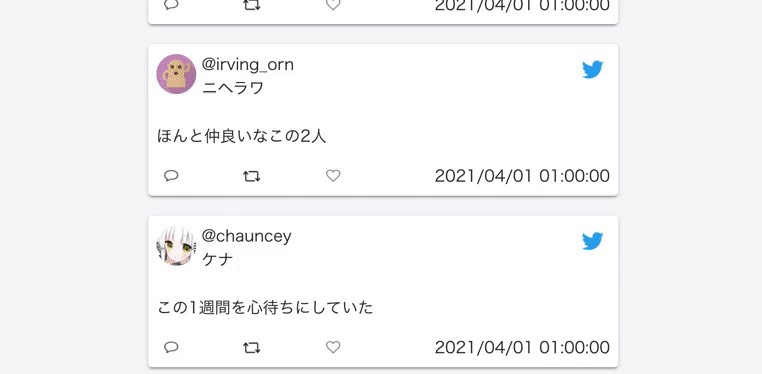 2021/04/01 01:00:00
@irving_orn
ニヘラワ
ほんと仲良いなこの2人
2021/04/01 01:00:00
@chauncey
ケナ
この1週間を心待ちにしていた
2021/04/01 01:00:00